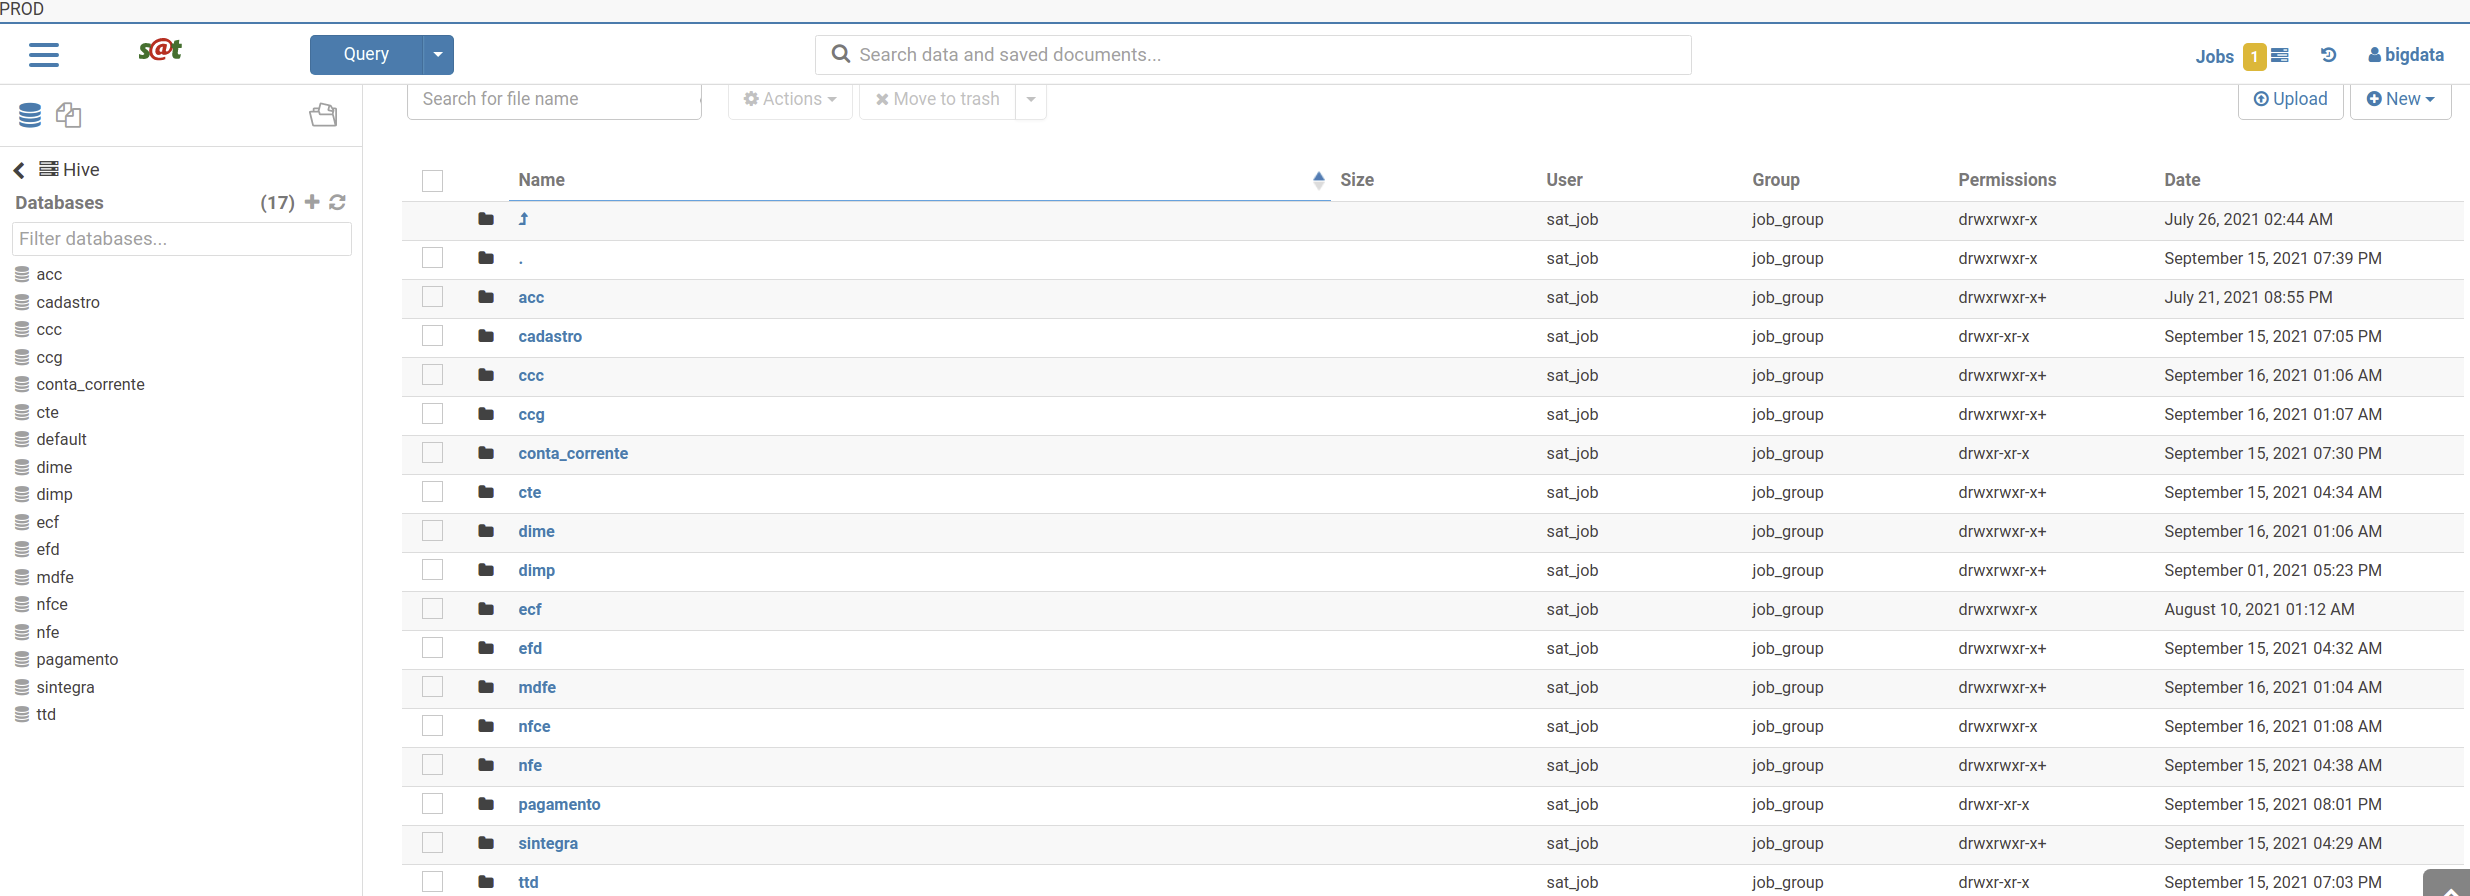 PROD
s@t
Query
Search data and saved documents...
Jobs 1
bigdata
Search for file name
Actions
Move to trash
Upload
New
Hive
Databases (17)
Filter databases...
acc
cadastro
ccc
ccg
conta_corrente
cte
default
dime
dimp
ecf
efd
mdfe
nfce
nfe
pagamento
sintegra
ttd
Name Size User Group Permissions Date
sat_job job_group drwxrwxr-x July 26, 2021 02:44 AM
. sat_job job_group drwxrwxr-x September 15, 2021 07:39 PM
acc sat_job job_group drwxrwxr-x+ July 21, 2021 08:55 PM
cadastro sat_job job_group drwxr-xr-x September 15, 2021 07:05 PM
ccc sat_job job_group drwxrwxr-x+ September 16, 2021 01:06 AM
ccg sat_job job_group drwxrwxr-x+ September 16, 2021 01:07 AM
conta_corrente sat_job job_group drwxr-xr-x September 15, 2021 07:30 PM
cte sat_job job_group drwxrwxr-x+ September 15, 2021 04:34 AM
dime sat_job job_group drwxrwxr-x+ September 16, 2021 01:06 AM
dimp sat_job job_group drwxrwxr-x+ September 01, 2021 05:23 PM
ecf sat_job job_group drwxrwxr-x August 10, 2021 01:12 AM
efd sat_job job_group drwxrwxr-x+ September 15, 2021 04:32 AM
mdfe sat_job job_group drwxrwxr-x+ September 16, 2021 01:04 AM
nfce sat_job job_group drwxrwxr-x September 16, 2021 01:08 AM
nfe sat_job job_group drwxrwxr-x+ September 15, 2021 04:38 AM
pagamento sat_job job_group drwxr-xr-x September 15, 2021 08:01 PM
sintegra sat_job job_group drwxrwxr-x+ September 15, 2021 04:29 AM
ttd sat_job job_group drwxr-xr-x September 15, 2021 07:03 PM